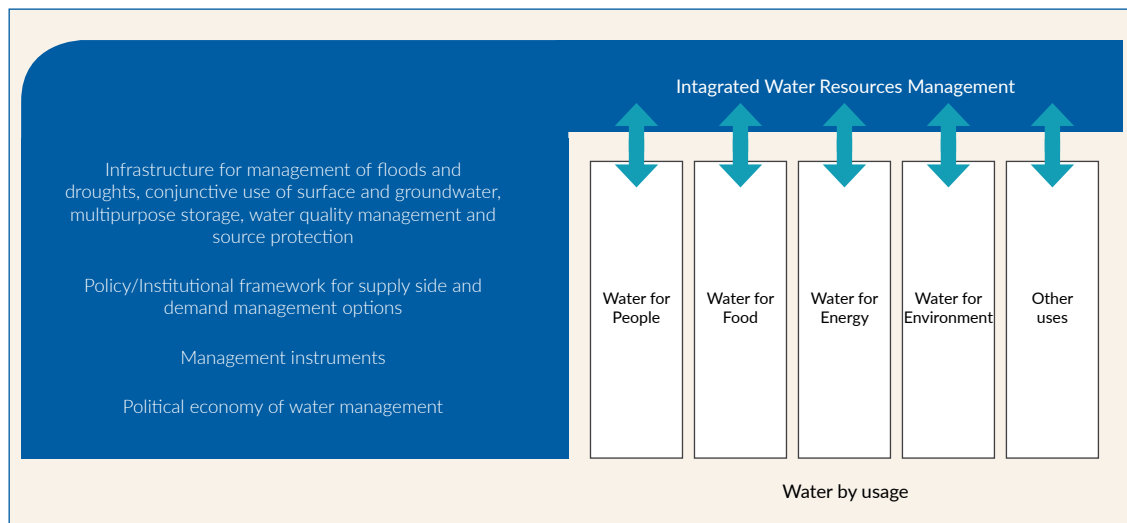 Intagrated Water Resources Management
Infrastructure for management of floods and
droughts, conjunctive use of surface and groundwater,
multipurpose storage, water quality management and
source protection
Policy/Institutional framework for supply side and
demand management options
Management instruments
Political economy of water management
Water for
People
Water for
Food
Water for
Energy
Water for
Environment
Other
uses
Water by usage